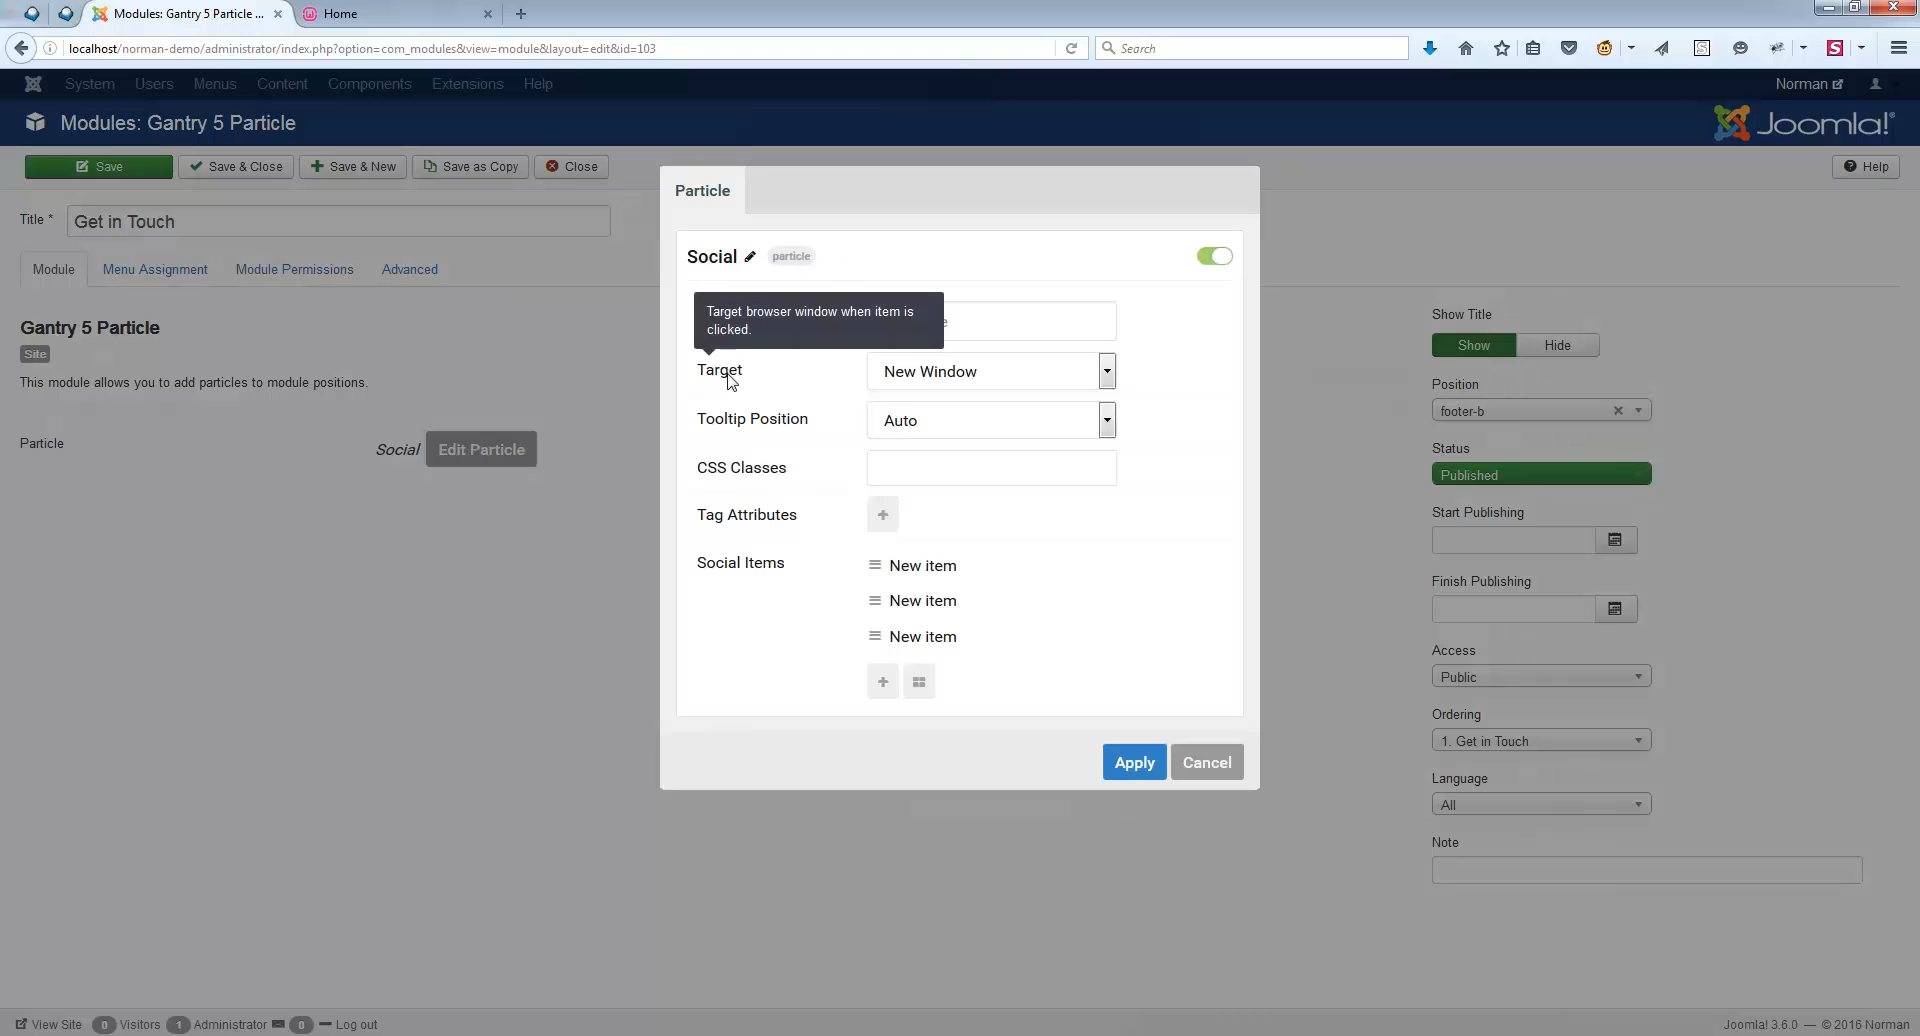 Modules: Gantry 5 Particle ...
Home
localhost/norman-demo/administrator/index.php?option=com_modules&view=module&layout=edit&id=103
Search
System Users Menus Content Components Extensions Help
Norman
Modules: Gantry 5 Particle
Joomla!®
Save
Save & Close
Save & New
Save as Copy
Close
Help
Title *
Get in Touch
Module
Menu Assignment
Module Permissions
Advanced
Gantry 5 Particle
Site
This module allows you to add particles to module positions.
Particle
Social
Edit Particle
Particle
Social
particle
Target browser window when item is
clicked.
Target
New Window
Tooltip Position
Auto
CSS Classes
Tag Attributes
Social Items
New item
New item
New item
Apply
Cancel
Show Title
Show
Hide
Position
footer-b
Status
Published
Start Publishing
Finish Publishing
Access
Public
Ordering
1. Get in Touch
Language
All
Note
View Site
0 Visitors
1 Administrator
0
Log out
Joomla! 3.6.0 — © 2016 Norman